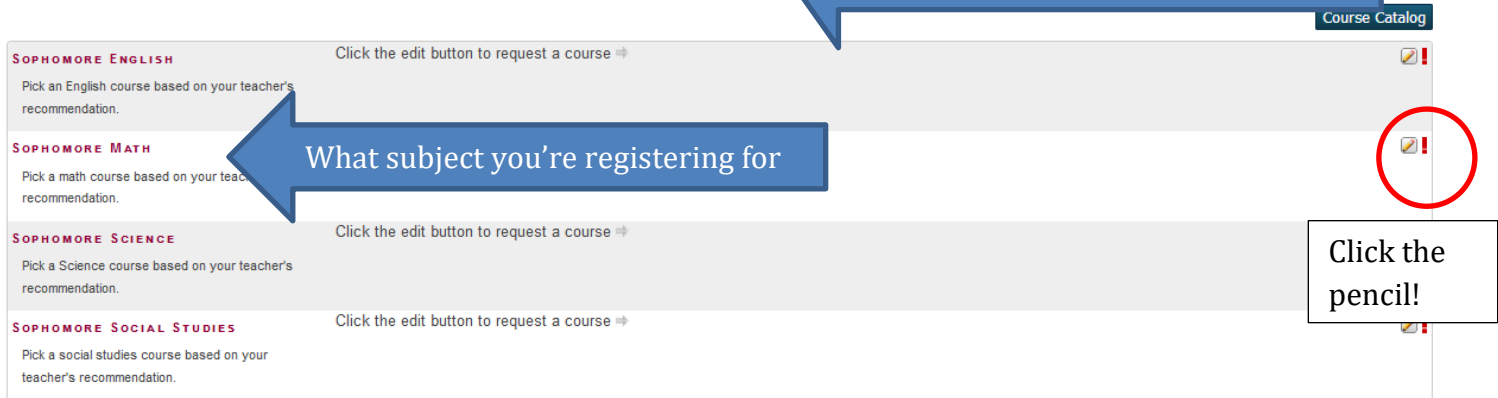 Course Catalog
SOPHOMORE ENGLISH
Click the edit button to request a course
Pick an English course based on your teacher's
recommendation.
SOPHOMORE MATH
What subject you’re registering for
Pick a math course based on your
recommendation.
SOPHOMORE SCIENCE
Click the edit button to request a course
Pick a Science course based on your teacher's
recommendation.
Click the
pencil!
SOPHOMORE SOCIAL STUDIES
Click the edit button to request a course
Pick a social studies course based on your
teacher's recommendation.